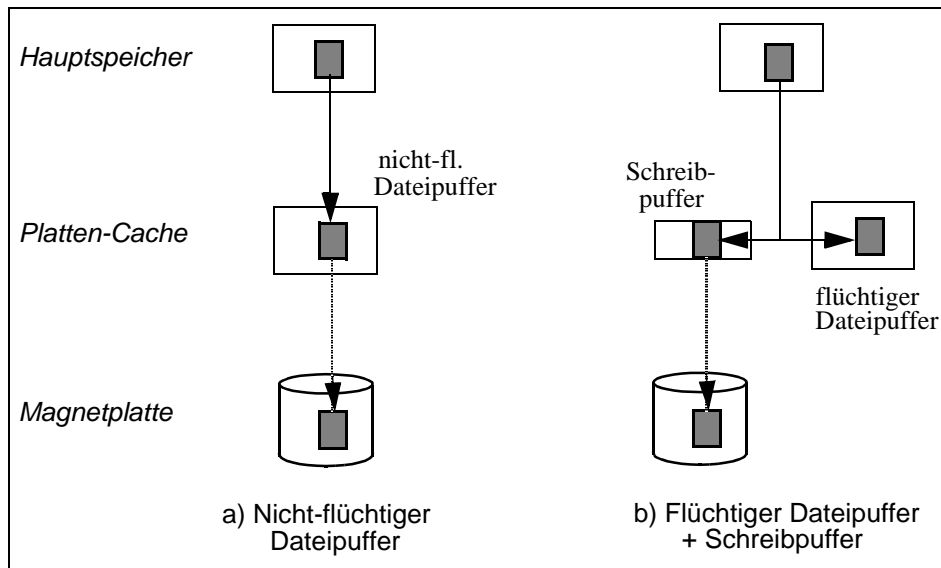 Hauptspeicher
nicht-fl.
Dateipuffer
Schreib-
puffer
Platten-Cache
flüchtiger
Dateipuffer
Magnetplatte
a) Nicht-flüchtiger
Dateipuffer
b) Flüchtiger Dateipuffer
+ Schreibpuffer